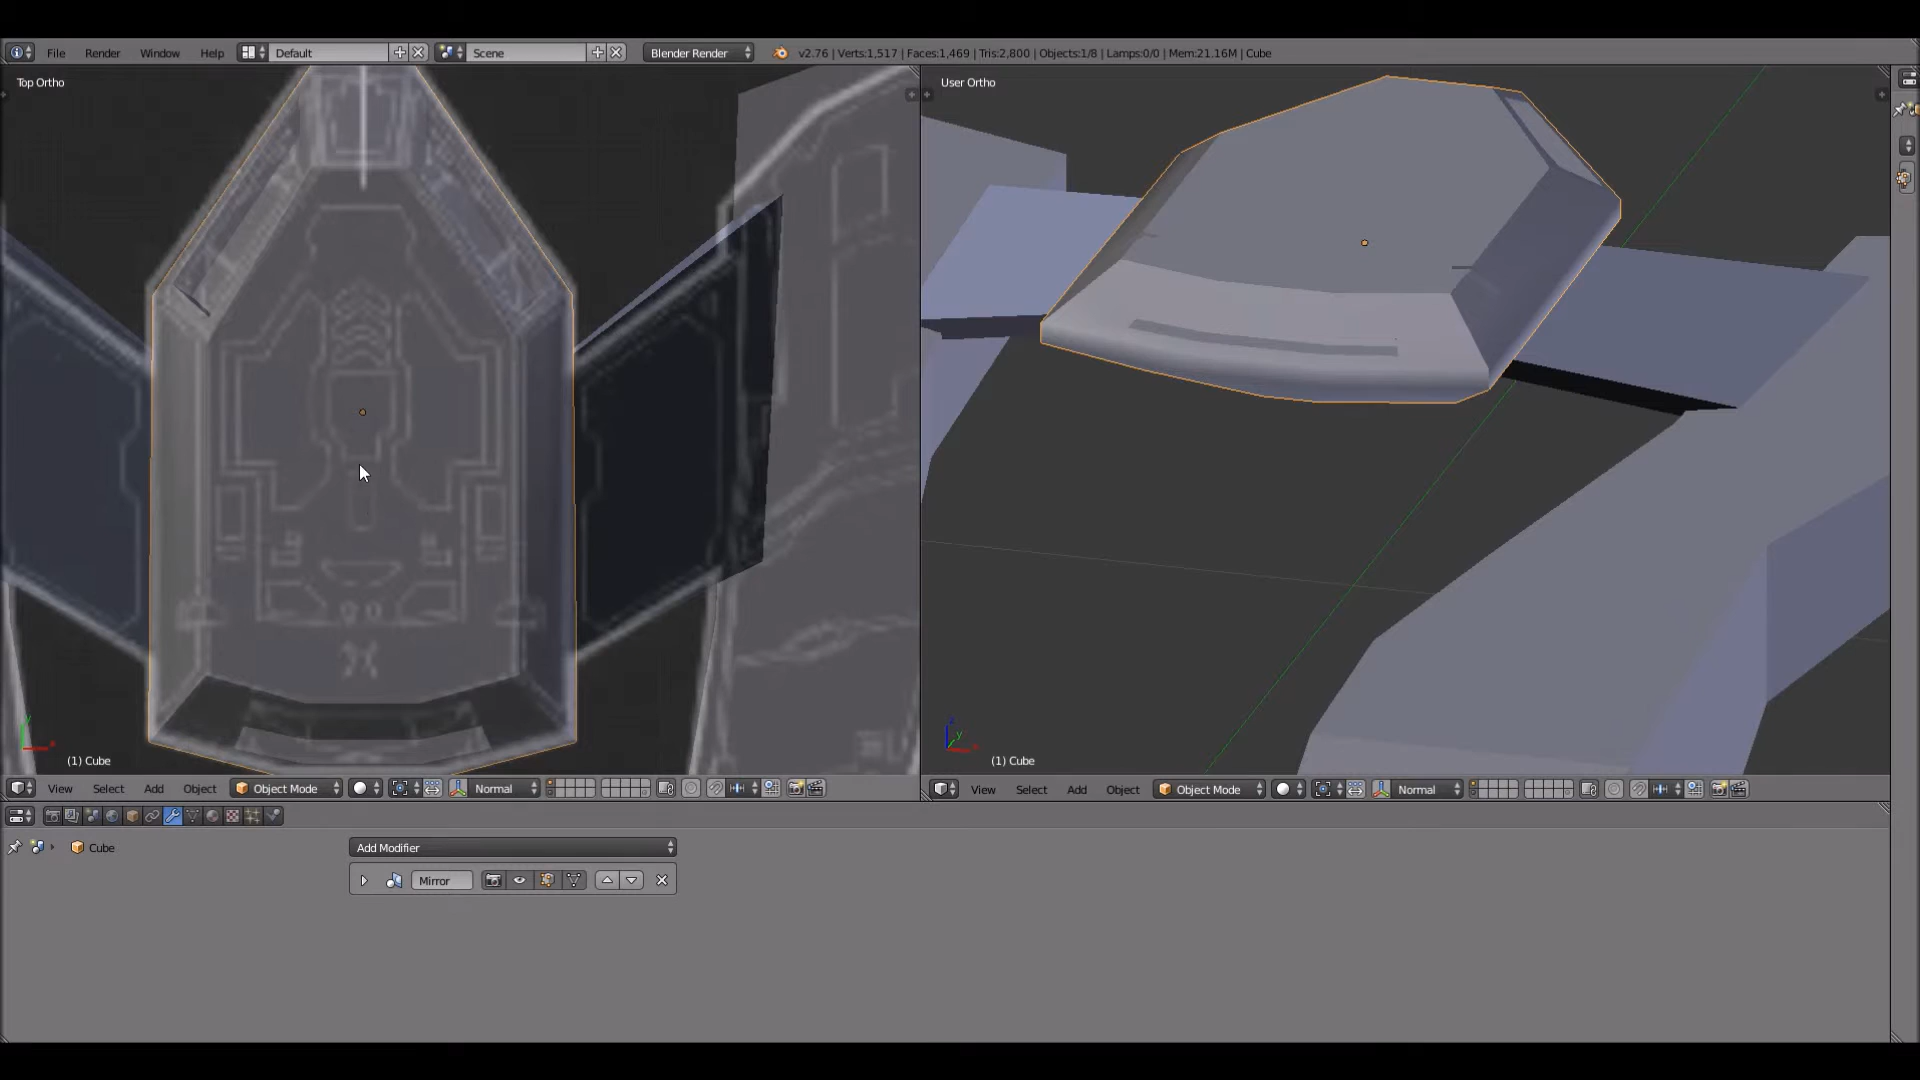 File Render Window Help Default Scene Blender Render v2.76 | Verts:1,517 | Faces:1,469 | Tris:2,800 | Objects:1/8 | Lamps:0/0 | Mem:21.16M | Cube
Top Ortho
User Ortho
(1) Cube
(1) Cube
View Select Add Object Object Mode Normal
View Select Add Object Object Mode Normal
Cube
Add Modifier
Mirror